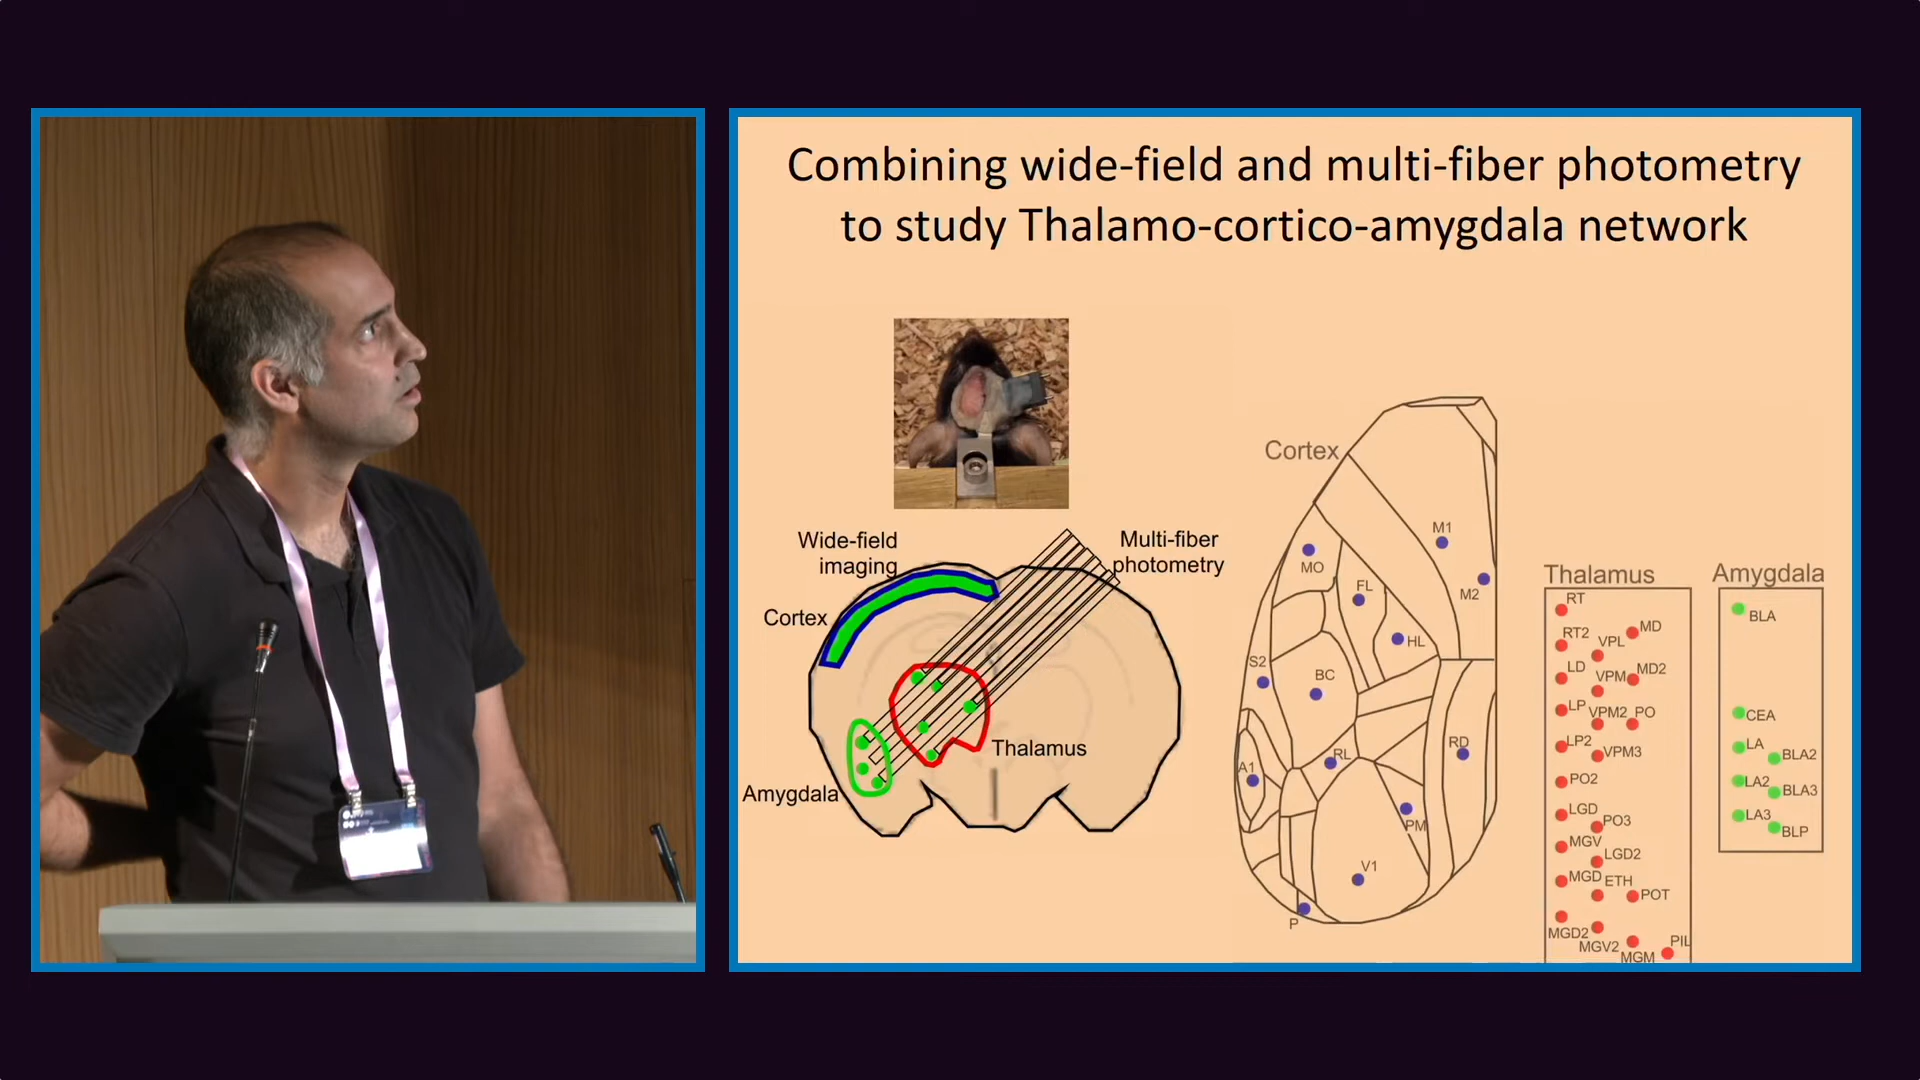 Combining wide-field and multi-fiber photometry
to study Thalamo-cortico-amygdala network
Wide-field
imaging
Multi-fiber
photometry
Cortex
Thalamus
Amygdala
Cortex
M1
MO
FL
M2
HL
S2
BC
RD
RL
A1
PM
V1
P
Thalamus
RT
RT2
MD
VPL
LD
VPM
MD2
LP
VPM2
PO
LP2
VPM3
PO2
LGD
PO3
MGV
LGD2
MGD
ETH
POT
MGD2
MGV2
PIL
MGM
Amygdala
BLA
CEA
LA
BLA2
LA2
BLA3
LA3
BLP